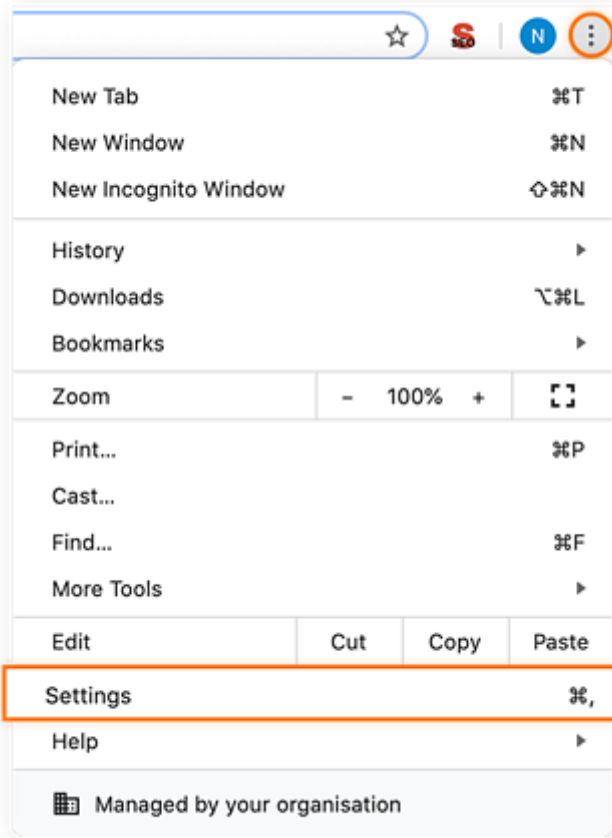 SEO N
New Tab ⌘T
New Window ⌘N
New Incognito Window ⇧⌘N
History
Downloads ⌥⌘L
Bookmarks
Zoom - 100% +
Print... ⌘P
Cast...
Find... ⌘F
More Tools
Edit Cut Copy Paste
Settings ⌘,
Help
Managed by your organisation